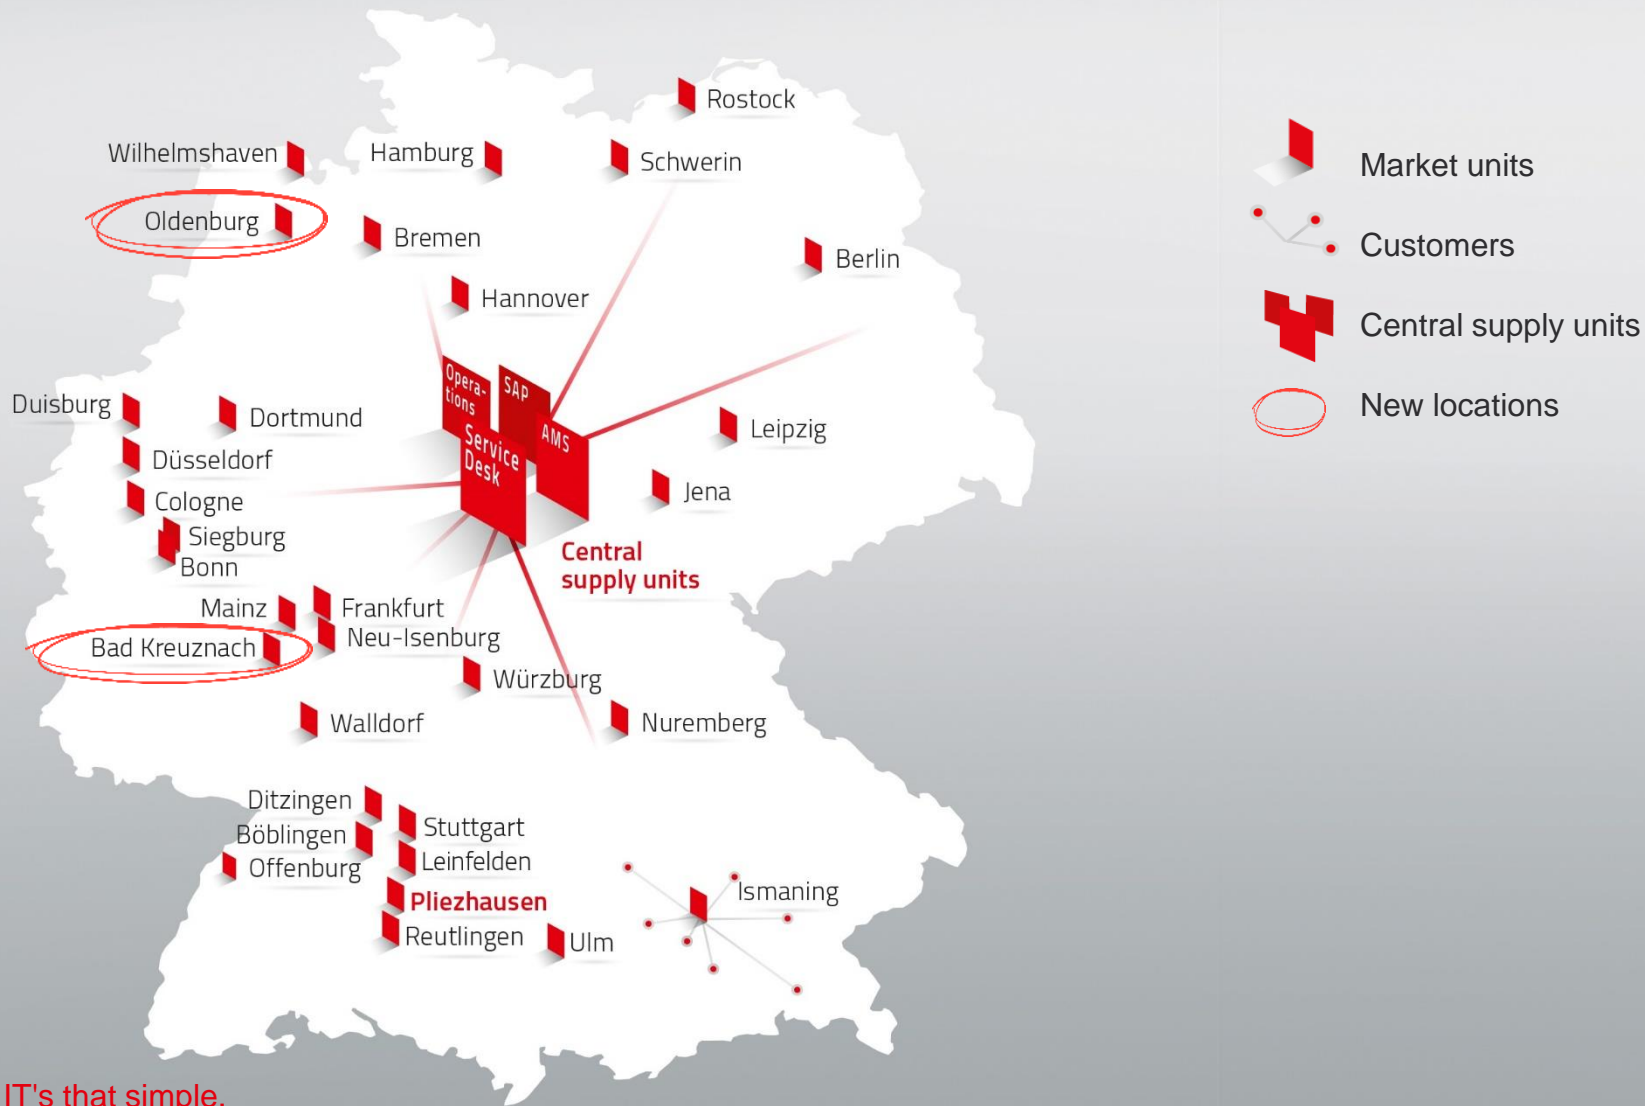 Rostock
Wilhelmshaven
Hamburg
Schwerin
Oldenburg
Bremen
Berlin
Hannover
Opera-
tions
SAP
AMS
Service
Desk
Duisburg
Dortmund
Leipzig
Düsseldorf
Jena
Cologne
Siegburg
Bonn
Central
supply units
Mainz
Frankfurt
Neu-Isenburg
Bad Kreuznach
Würzburg
Walldorf
Nuremberg
Ditzingen
Stuttgart
Böblingen
Leinfelden
Offenburg
Pliezhausen
Ismaning
Reutlingen
Ulm
Market units
Customers
Central supply units
New locations
IT's that simple.